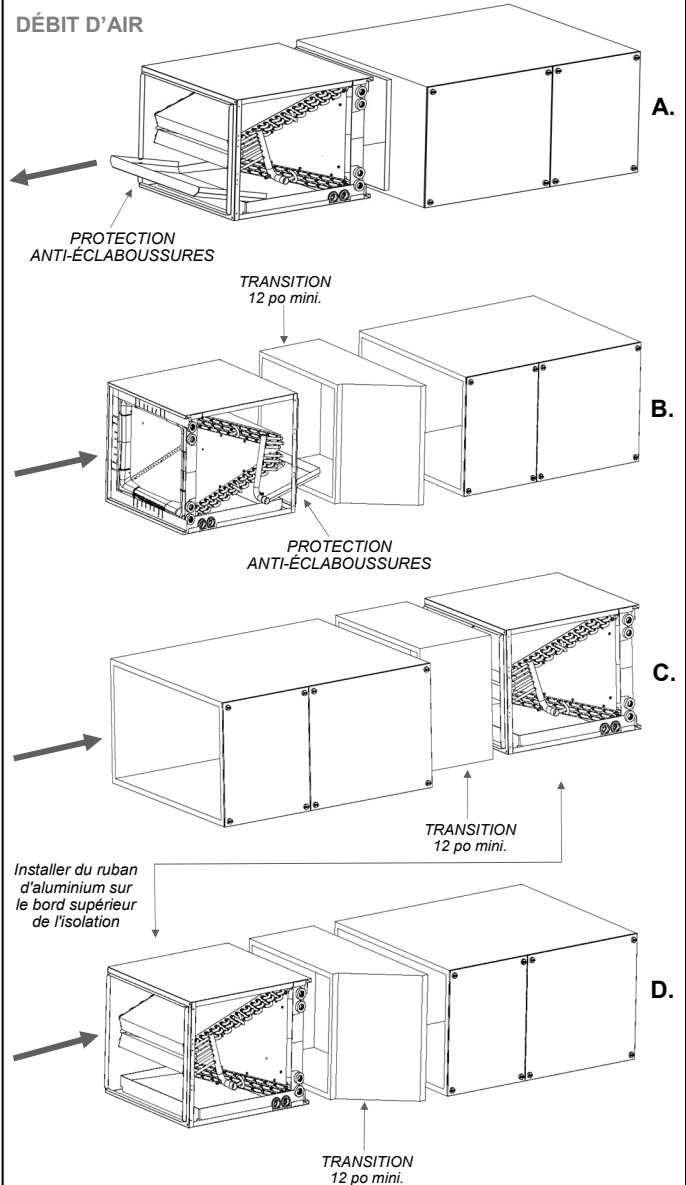 DÉBIT D’AIR
A.
PROTECTION
ANTI-ÉCLABOUSSURES
TRANSITION
12 po mini.
B.
PROTECTION
ANTI-ÉCLABOUSSURES
C.
TRANSITION
12 po mini.
Installer du ruban
d'aluminium sur
le bord supérieur
de l'isolation
D.
TRANSITION
12 po mini.